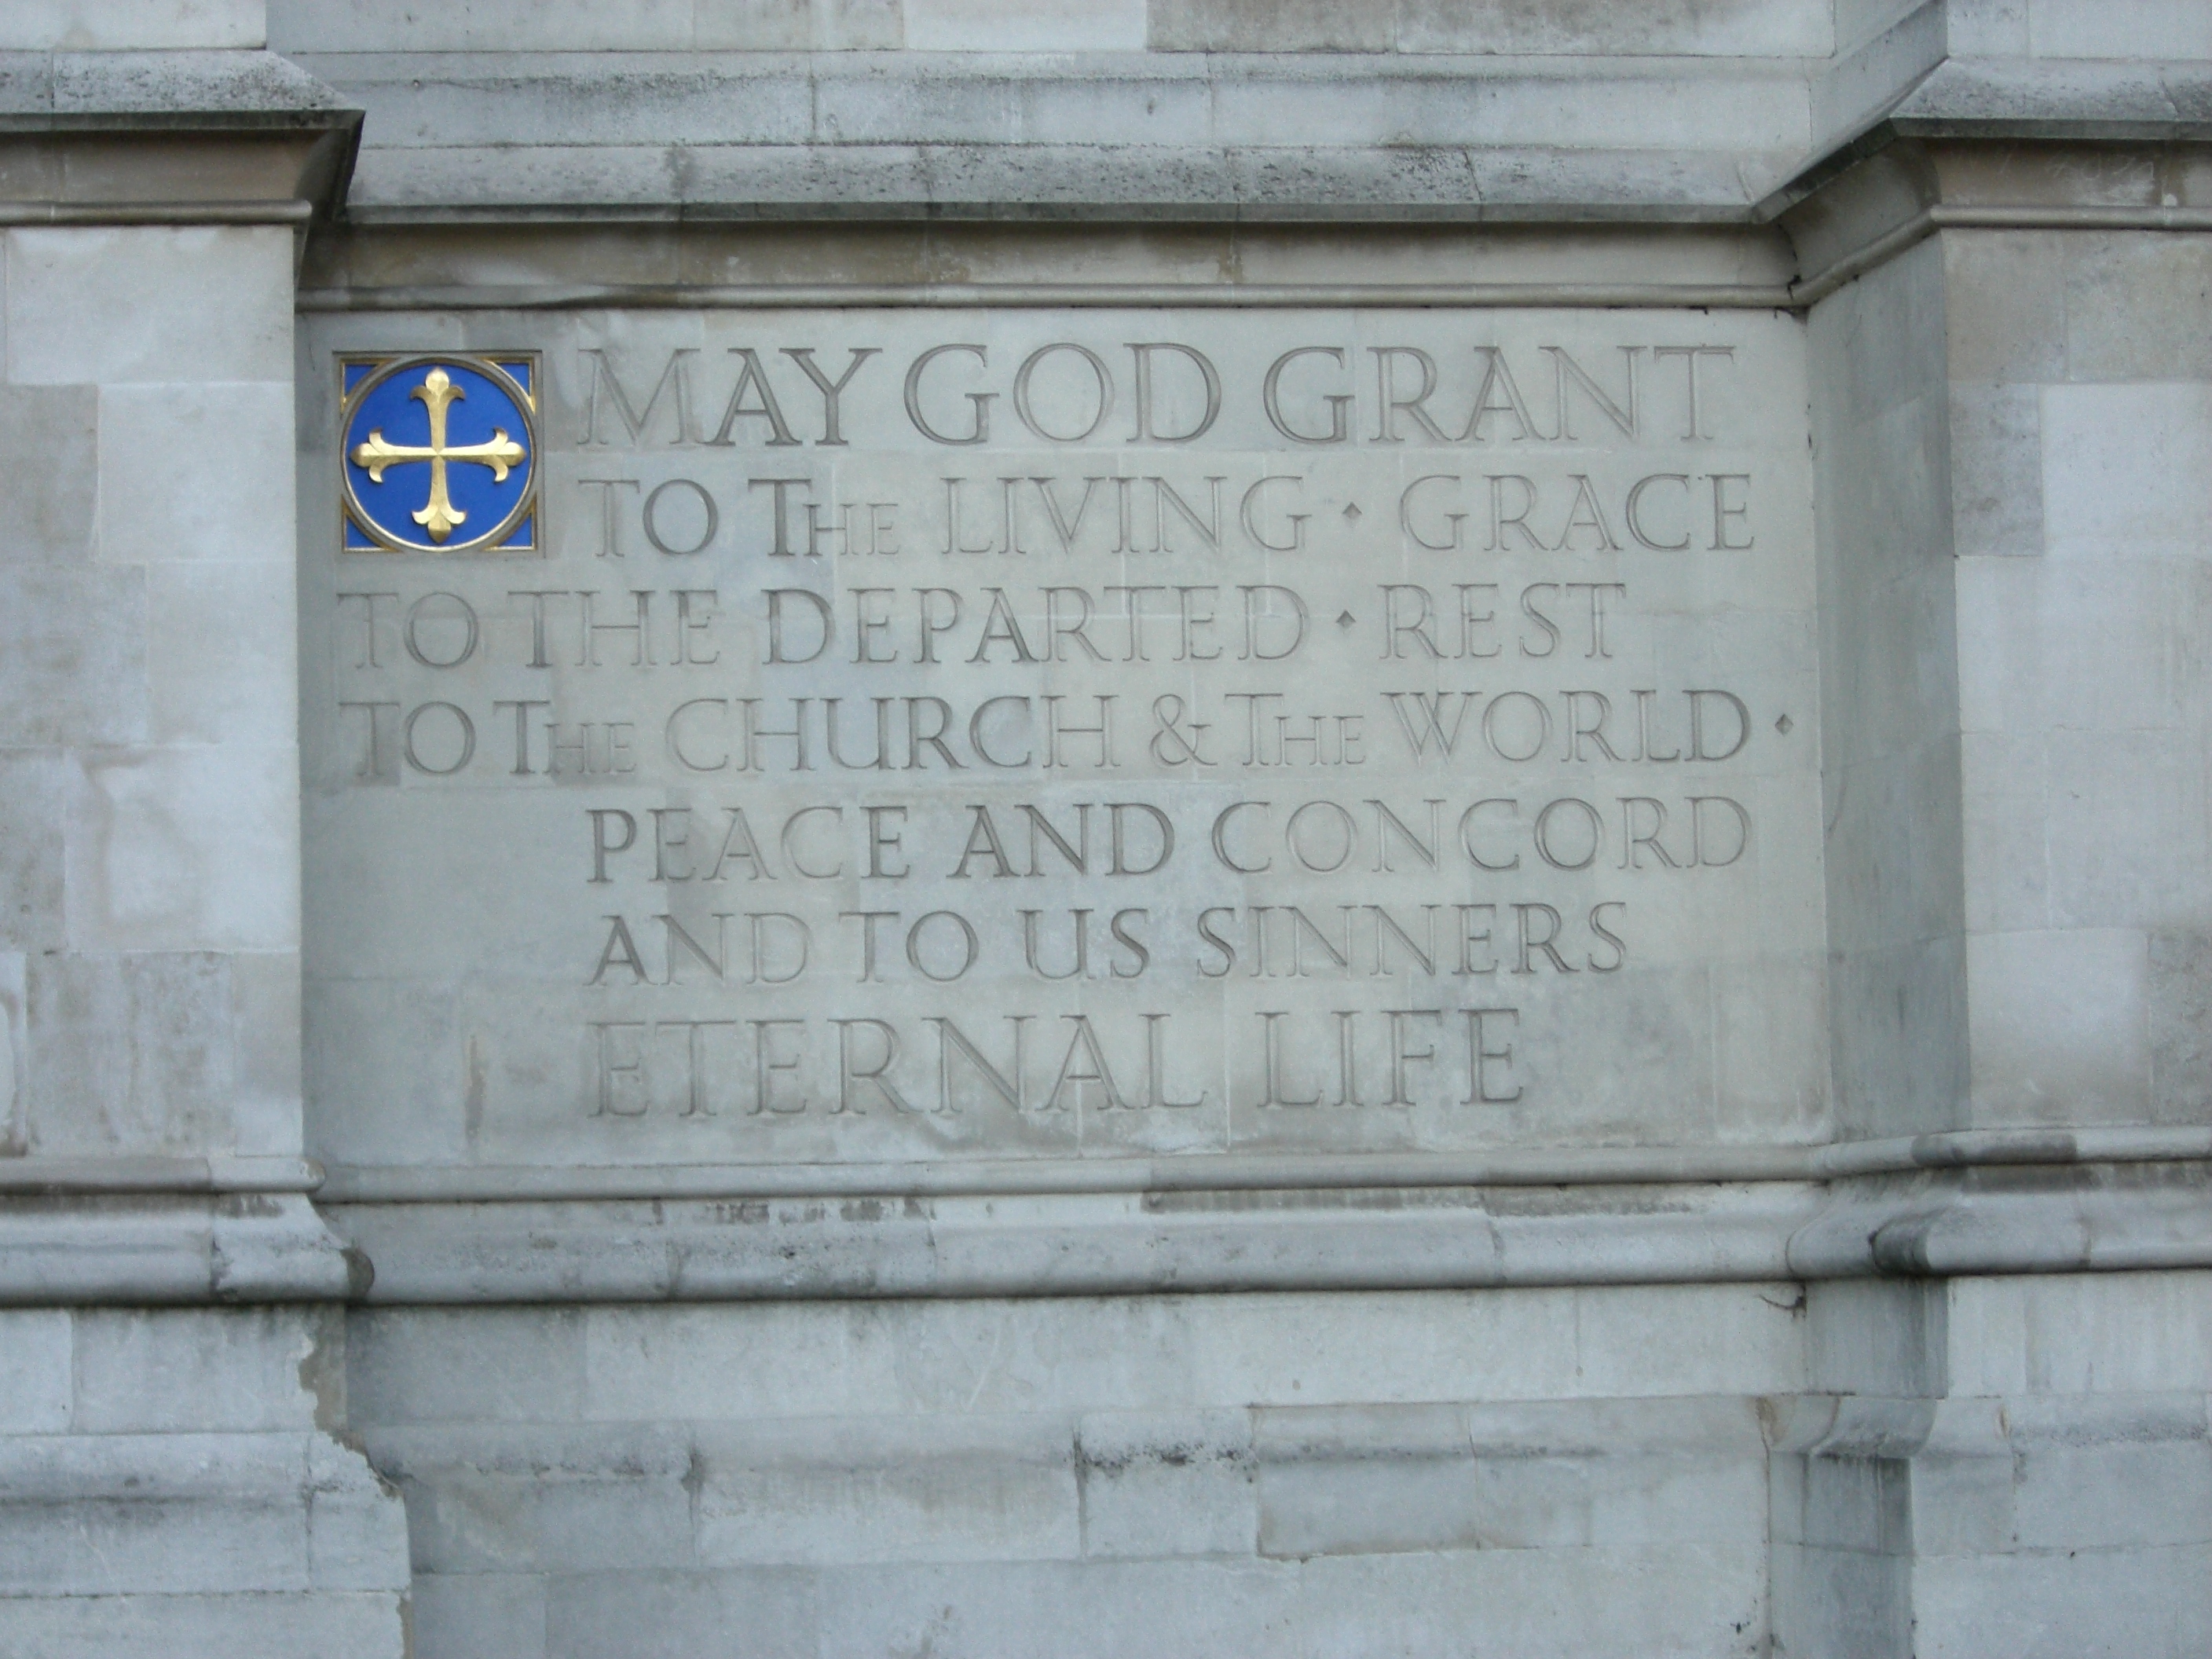 MAY GOD GRANT
TO THE LIVING · GRACE
TO THE DEPARTED · REST
TO THE CHURCH & THE WORLD ·
PEACE AND CONCORD
AND TO US SINNERS
ETERNAL LIFE